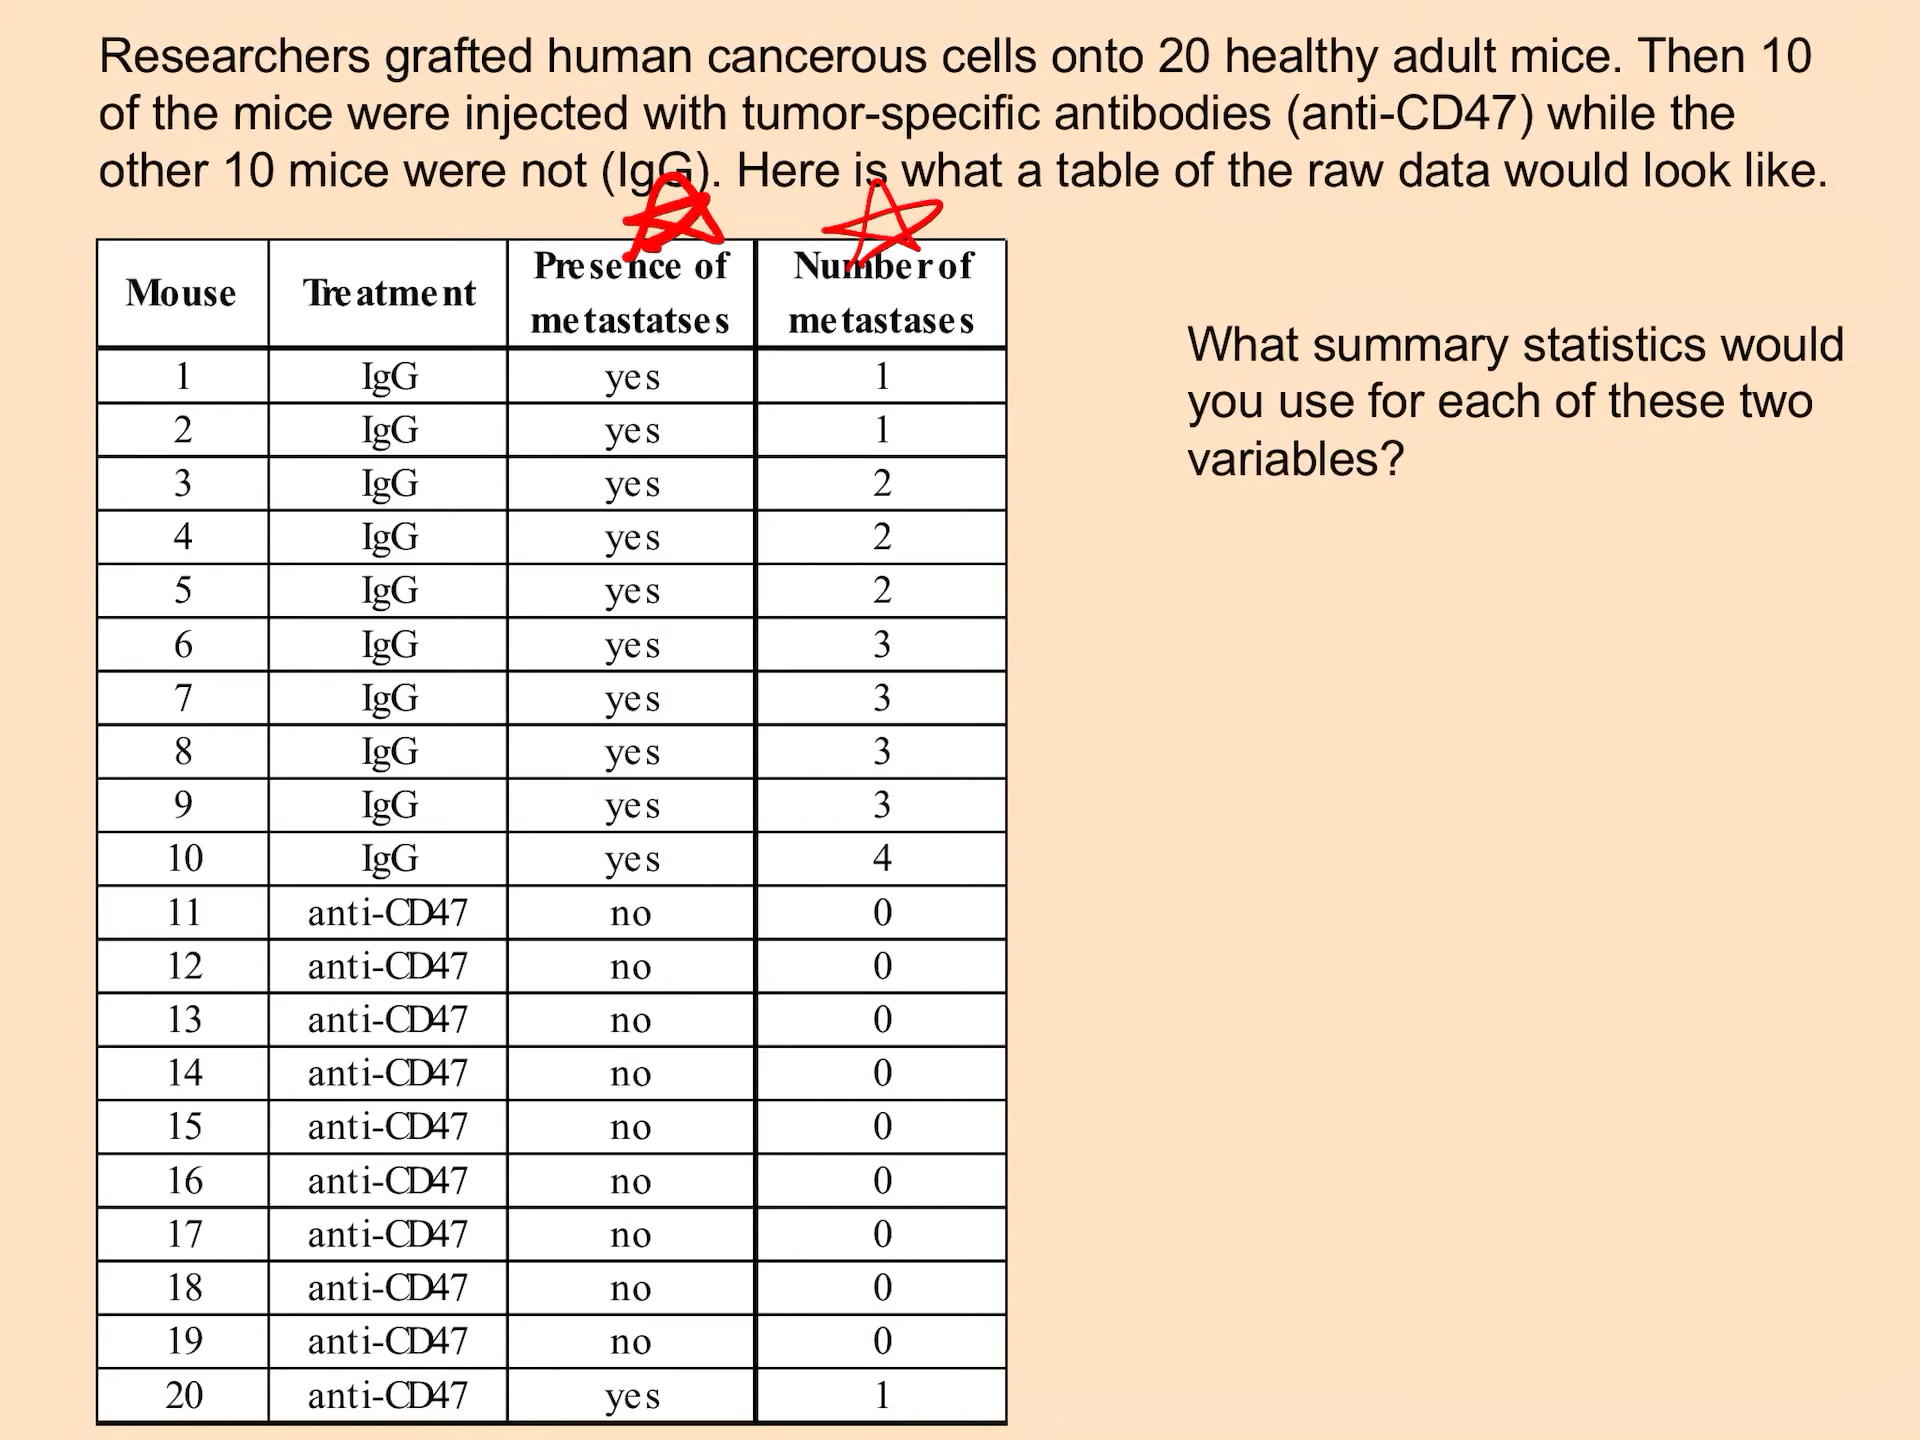 Researchers grafted human cancerous cells onto 20 healthy adult mice. Then 10
of the mice were injected with tumor-specific antibodies (anti-CD47) while the
other 10 mice were not (IgG). Here is what a table of the raw data would look like.
Mouse Treatment Presence of metastatses Number of metastases
1 IgG yes 1
2 IgG yes 1
3 IgG yes 2
4 IgG yes 2
5 IgG yes 2
6 IgG yes 3
7 IgG yes 3
8 IgG yes 3
9 IgG yes 3
10 IgG yes 4
11 anti-CD47 no 0
12 anti-CD47 no 0
13 anti-CD47 no 0
14 anti-CD47 no 0
15 anti-CD47 no 0
16 anti-CD47 no 0
17 anti-CD47 no 0
18 anti-CD47 no 0
19 anti-CD47 no 0
20 anti-CD47 yes 1
What summary statistics would
you use for each of these two
variables?